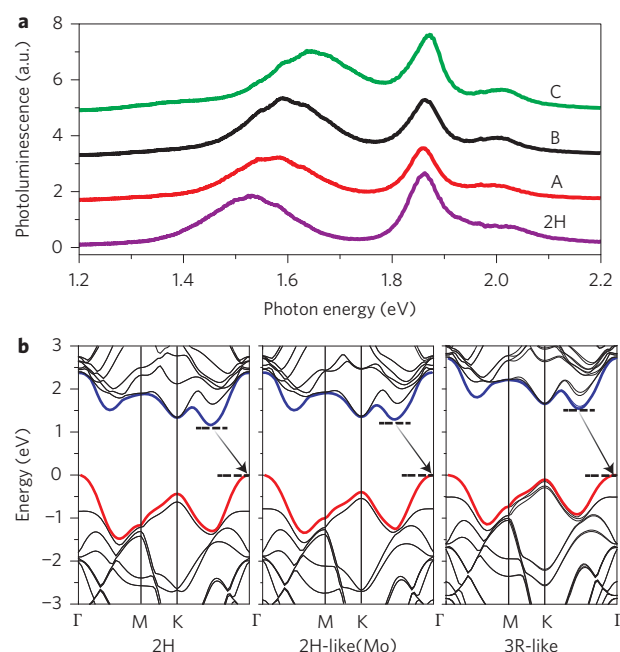 a
8
6
4
2
0
Photoluminescence (a.u.)
C
B
A
2H
1.2 1.4 1.6 1.8 2.0 2.2
Photon energy (eV)
b
3
2
1
0
−1
−2
−3
Energy (eV)
Γ M K Γ M K Γ M K Γ
2H 2H-like(Mo) 3R-like